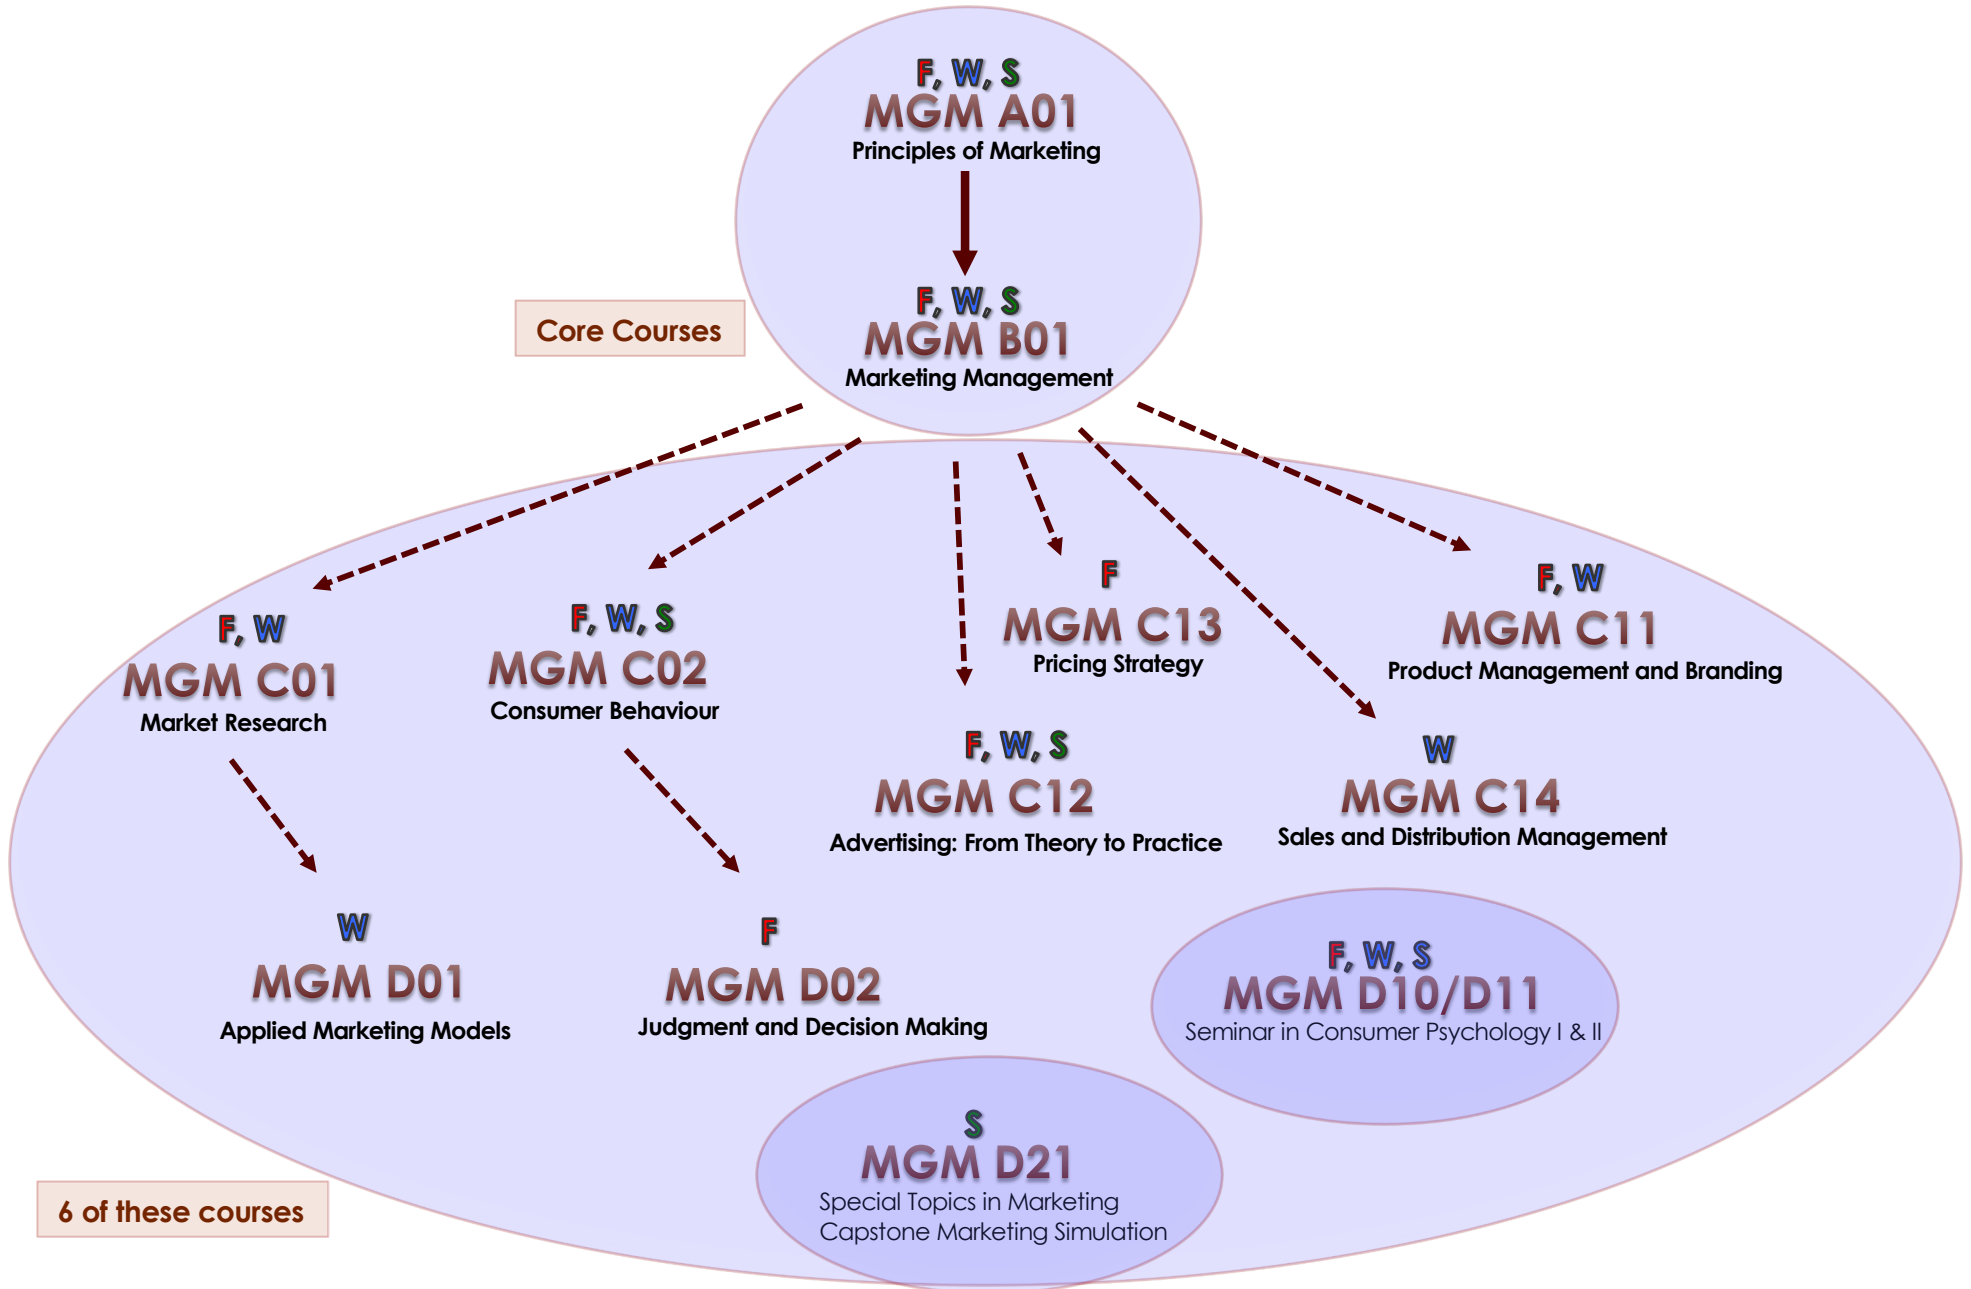 F, W, S
MGM A01
Principles of Marketing
F, W, S
MGM B01
Marketing Management
Core Courses
F, W
MGM C01
Market Research
F, W, S
MGM C02
Consumer Behaviour
F
MGM C13
Pricing Strategy
F, W
MGM C11
Product Management and Branding
F, W, S
MGM C12
Advertising: From Theory to Practice
W
MGM C14
Sales and Distribution Management
W
MGM D01
Applied Marketing Models
F
MGM D02
Judgment and Decision Making
F, W, S
MGM D10/D11
Seminar in Consumer Psychology I & II
S
MGM D21
Special Topics in Marketing
Capstone Marketing Simulation
6 of these courses